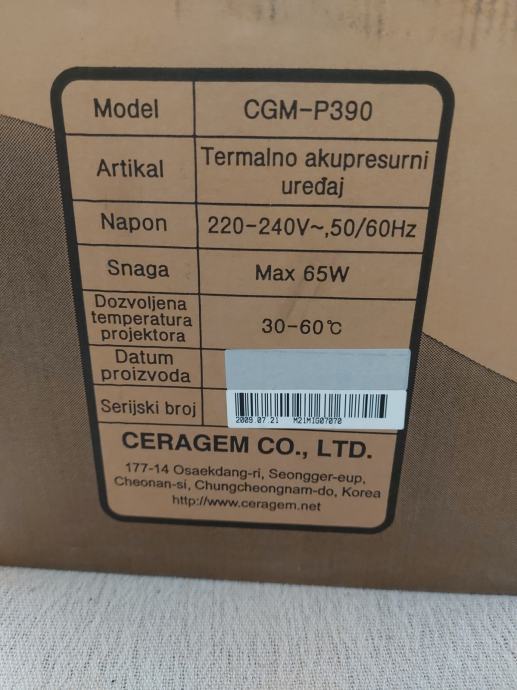 Model CGM-P390
Artikal Termalno akupresurni
uređaj
Napon 220-240V~,50/60Hz
Snaga Max 65W
Dozvoljena
temperatura
projektora 30-60℃
Datum
proizvoda
Serijski broj
2009.07.21 M21MIG07070
CERAGEM CO., LTD.
177-14 Osaekdang-ri, Seongger-eup,
Cheonan-si, Chungcheongnam-do, Korea
http://www.ceragem.net